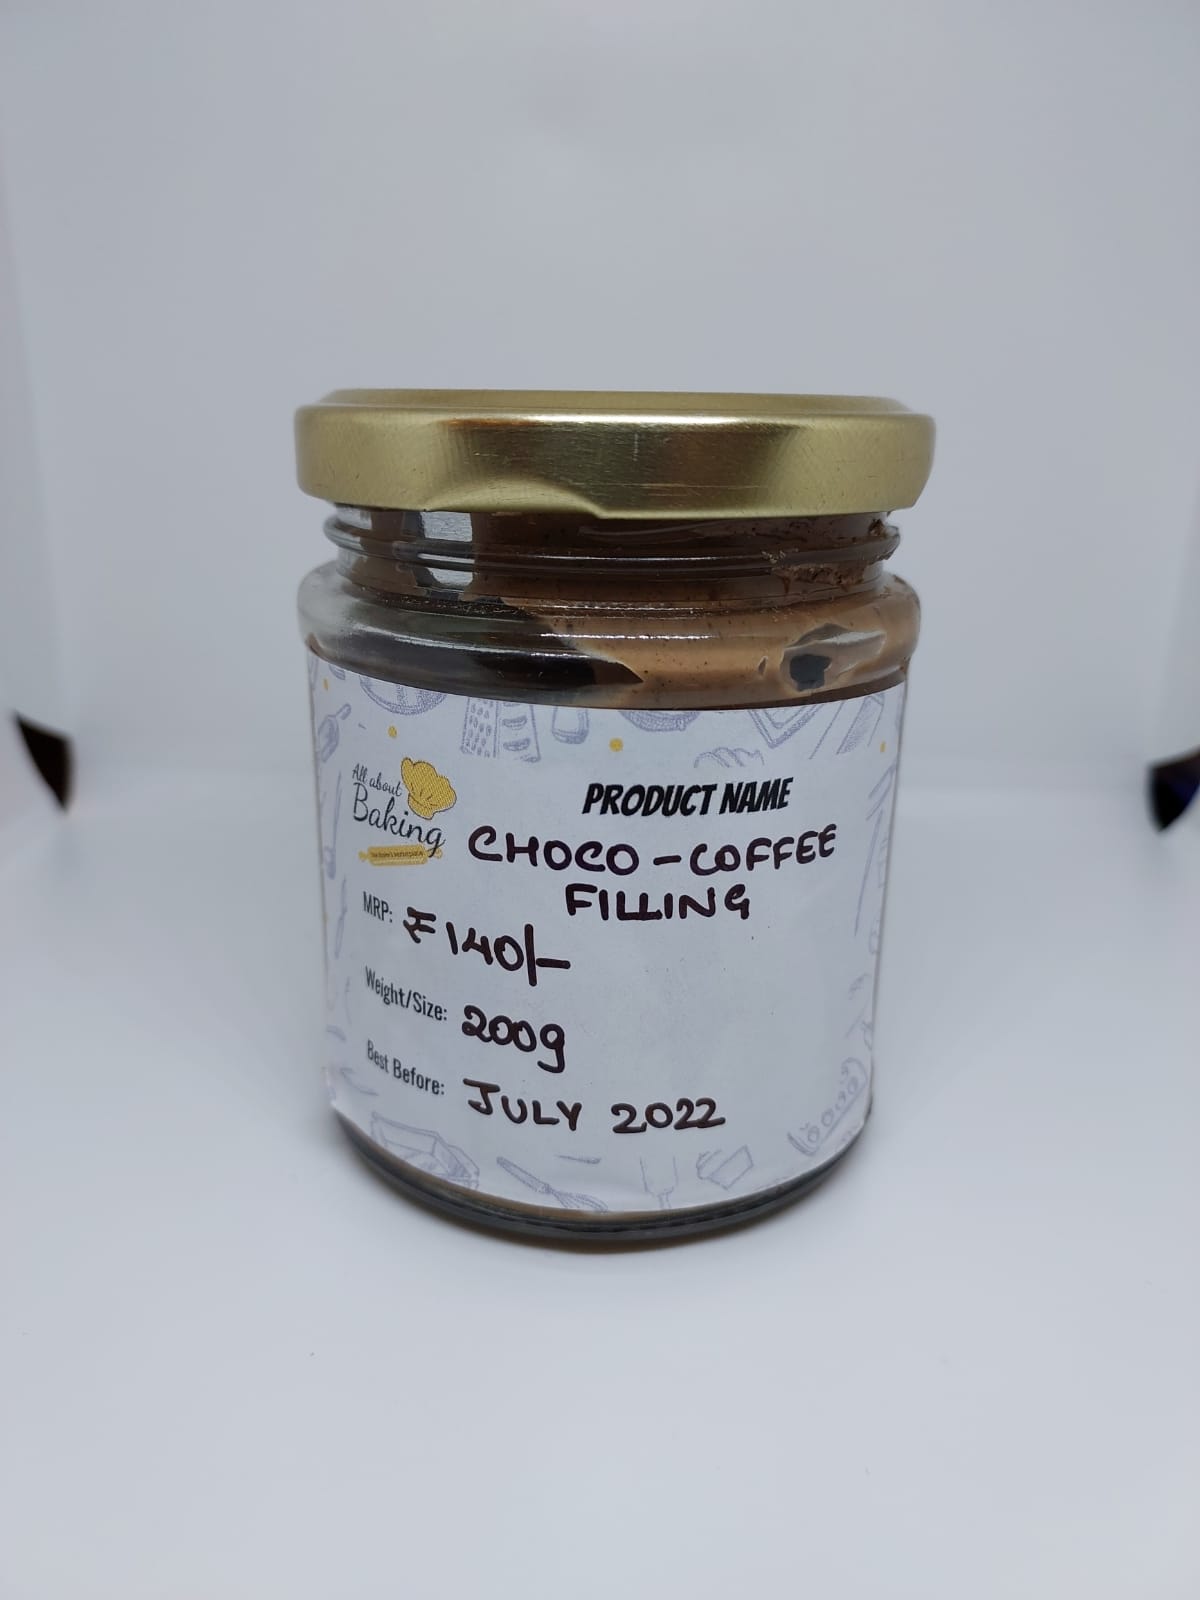 All about
Baking
PRODUCT NAME
CHOCO-COFFEE
FILLING
MRP: ₹140/-
Weight/Size: 200g
Best Before: JULY 2022